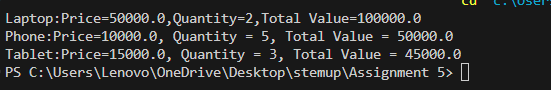 cd "c:\Users
Laptop:Price=50000.0,Quantity=2,Total Value=100000.0
Phone:Price=10000.0, Quantity = 5, Total Value = 50000.0
Tablet:Price=15000.0, Quantity = 3, Total Value = 45000.0
PS C:\Users\Lenovo\OneDrive\Desktop\stemup\Assignment 5>